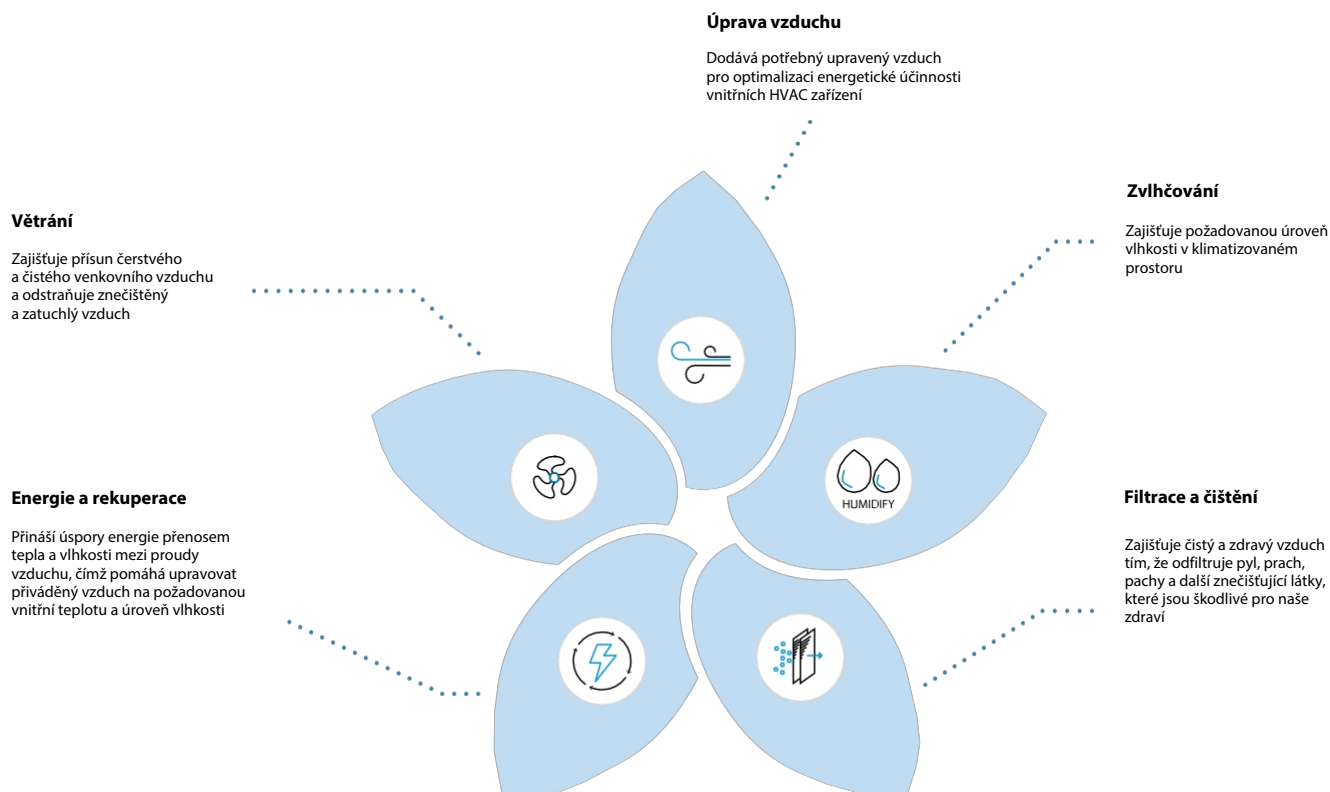 Úprava vzduchu
Dodává potřebný upravený vzduch
pro optimalizaci energetické účinnosti
vnitřních HVAC zařízení
Zvlhčování
Zajišťuje požadovanou úroveň
vlhkosti v klimatizovaném
prostoru
Větrání
Zajišťuje přísun čerstvého
a čistého venkovního vzduchu
a odstraňuje znečištěný
a zatuchlý vzduch
HUMIDIFY
Energie a rekuperace
Přináší úspory energie přenosem
tepla a vlhkosti mezi proudy
vzduchu, čímž pomáhá upravovat
přiváděný vzduch na požadovanou
vnitřní teplotu a úroveň vlhkosti
Filtrace a čištění
Zajišťuje čistý a zdravý vzduch
tím, že odfiltruje pyl, prach,
pachy a další znečišťující látky,
které jsou škodlivé pro naše
zdraví